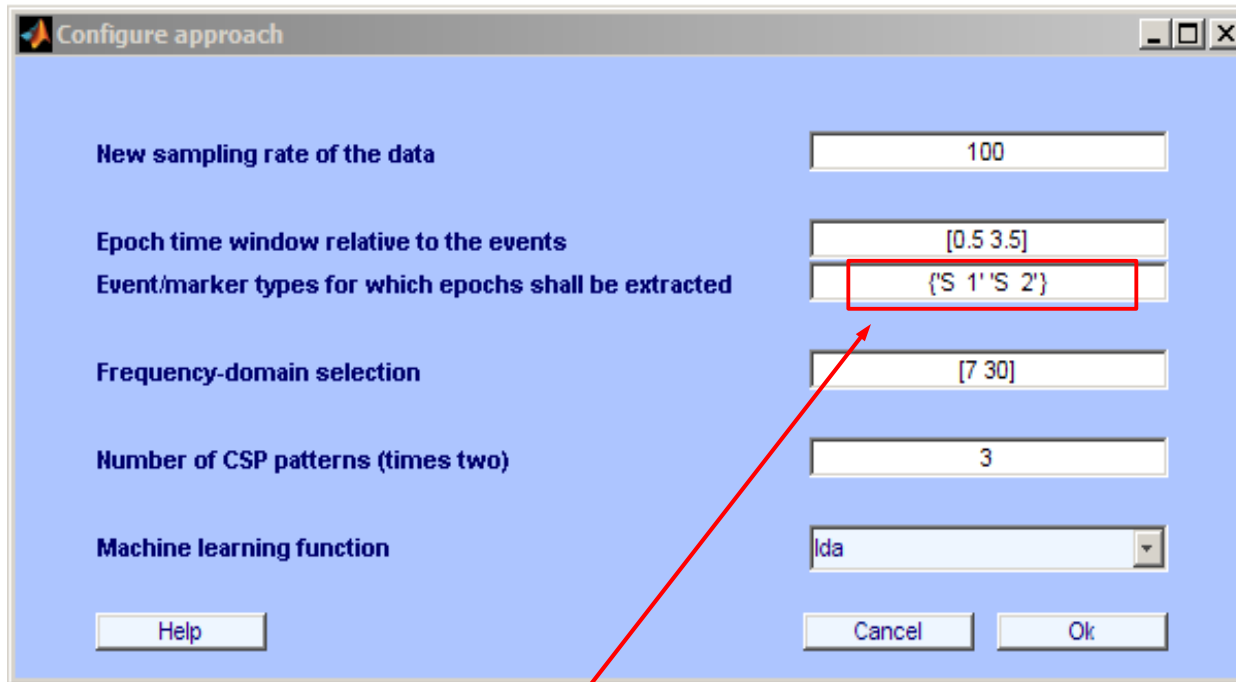 Configure approach
New sampling rate of the data 100
Epoch time window relative to the events [0.5 3.5]
Event/marker types for which epochs shall be extracted {'S  1' 'S  2'}
Frequency-domain selection [7 30]
Number of CSP patterns (times two) 3
Machine learning function lda
Help Cancel Ok